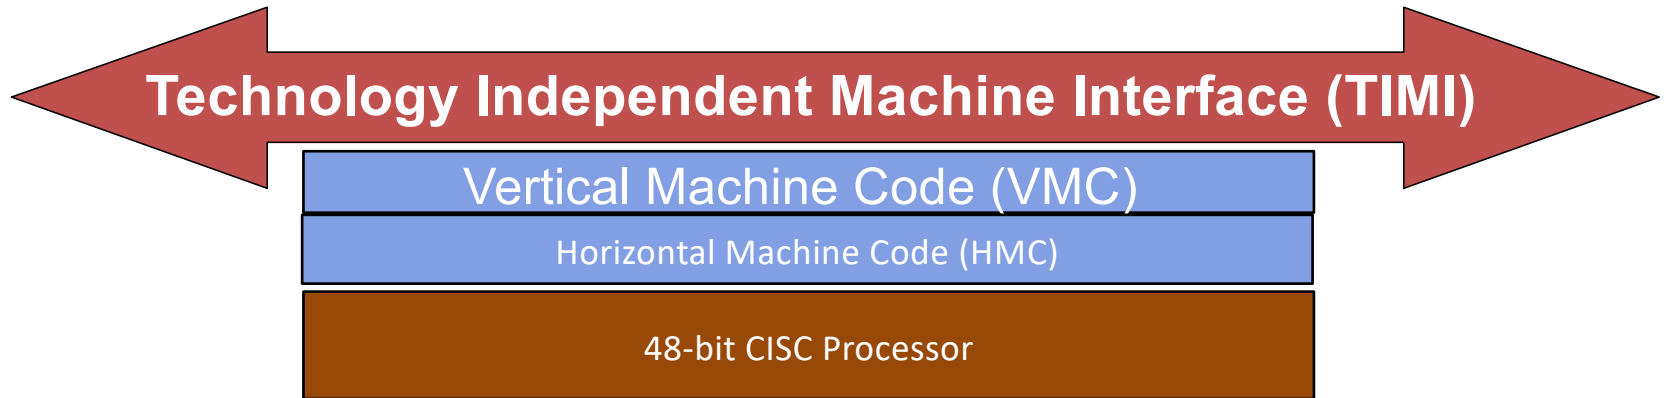 Technology Independent Machine Interface (TIMI)
Vertical Machine Code (VMC)
Horizontal Machine Code (HMC)
48-bit CISC Processor